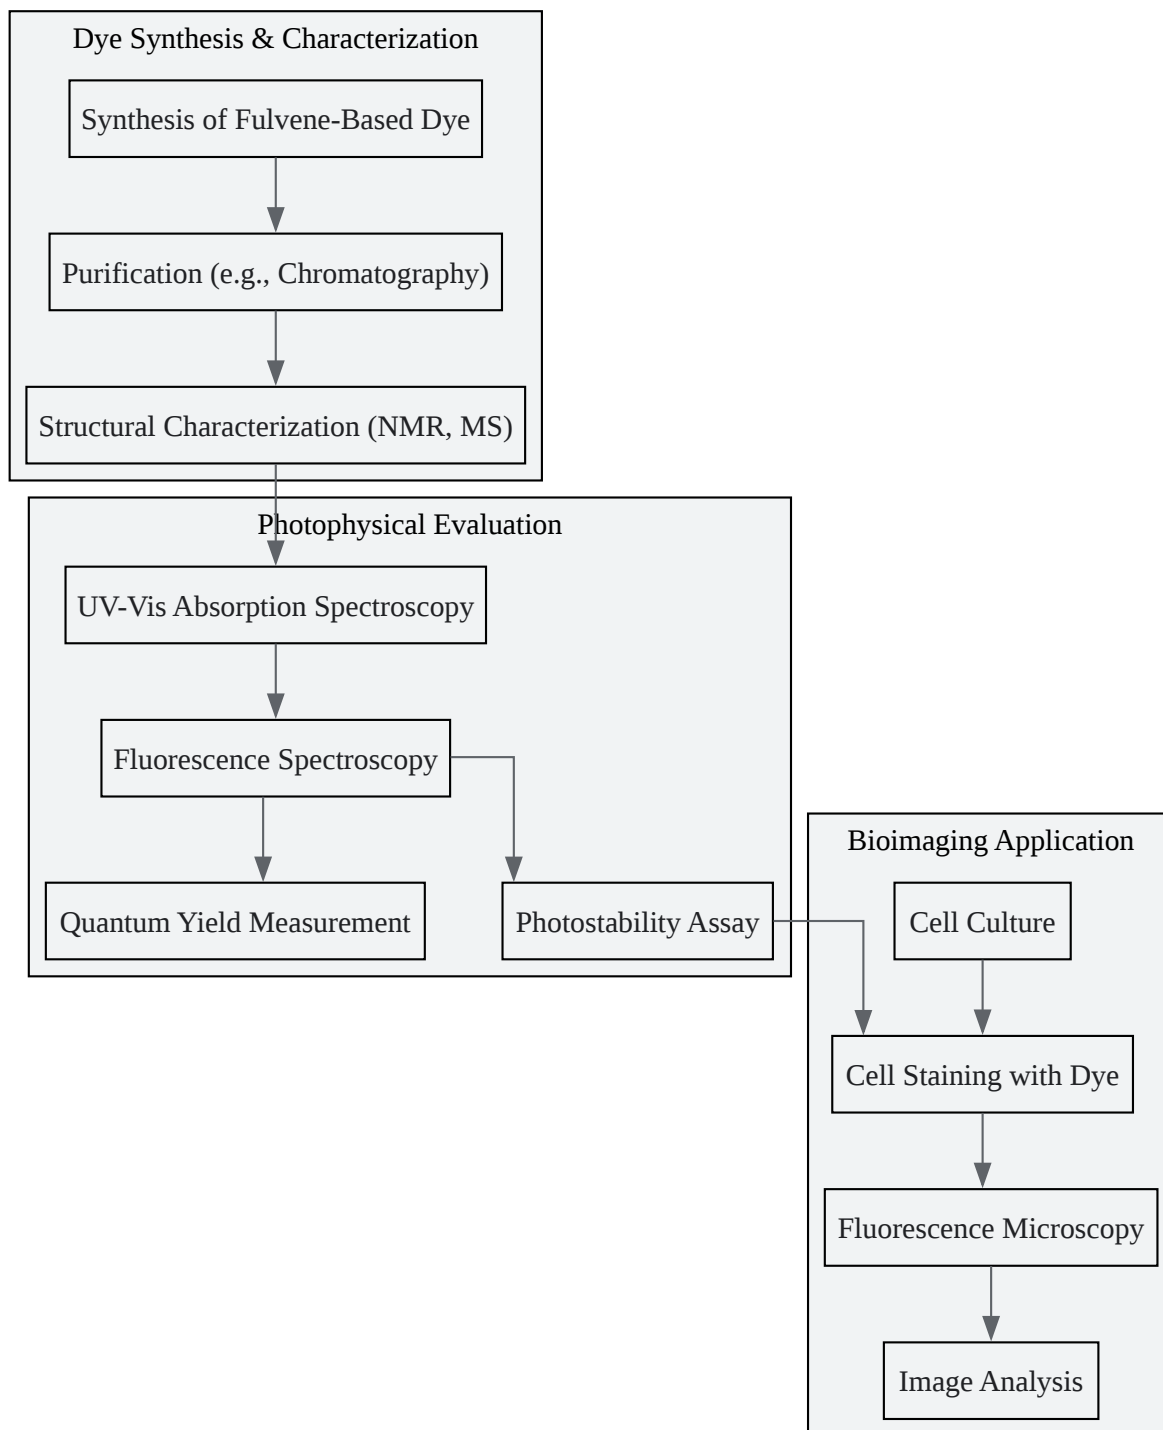 Dye Synthesis & Characterization
Synthesis of Fulvene-Based Dye
Purification (e.g., Chromatography)
Structural Characterization (NMR, MS)
Photophysical Evaluation
UV-Vis Absorption Spectroscopy
Fluorescence Spectroscopy
Quantum Yield Measurement
Photostability Assay
Bioimaging Application
Cell Culture
Cell Staining with Dye
Fluorescence Microscopy
Image Analysis